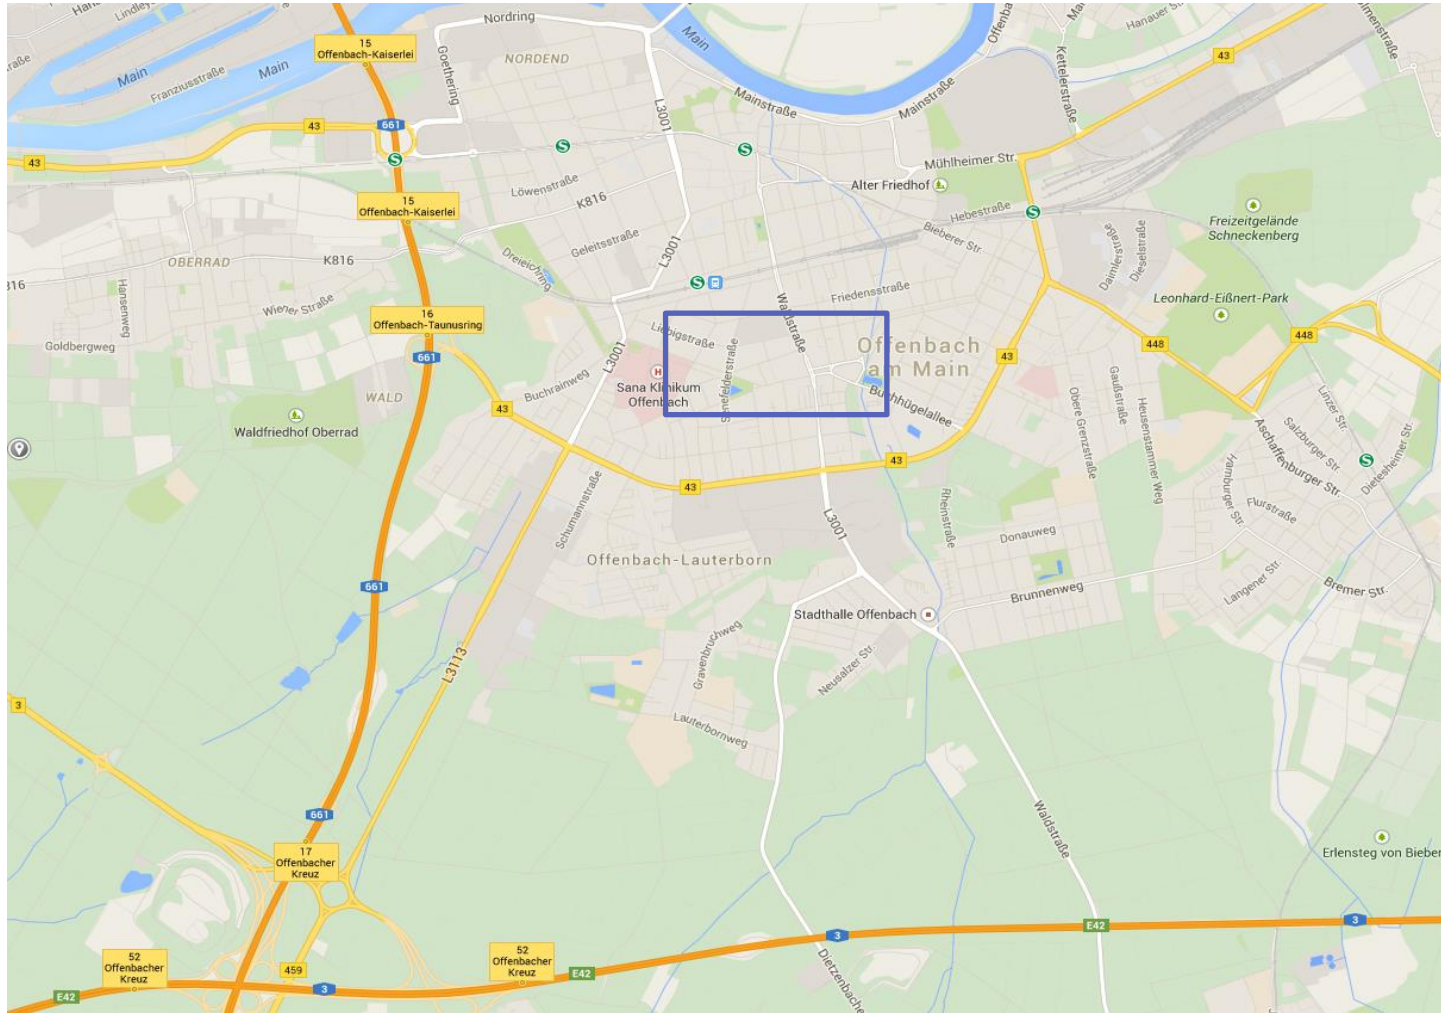 Nordring
Main
Hanauer S
Lindley
15
Offenbach-Kaiserlei
NORDEND
Goethering
Main
Main
Franziusstraße
Mainstraße
Mainstraße
Kettelerstraße
43
L3001
661
43
43
S
S
S
Mühlheimer Str.
Alter Friedhof
Löwenstraße
K816
15
Offenbach-Kaiserlei
Hebestraße
S
Bieberer Str.
Freizeitgelände
Schneckenberg
Daimlerstraße
Dieselstraße
Geleitsstraße
L3001
Dreieichring
OBERRAD
K816
816
Hansenweg
S
Friedensstraße
Leonhard-Eißnert-Park
Wiener Straße
16
Offenbach-Taunusring
Liebigstraße
Waldstraße
Senefelderstraße
Offenbach
am Main
43
448
448
Goldbergweg
661
L3001
H
Sana Klinikum
Offenbach
Buchrainweg
Buchhügelallee
WALD
43
Waldfriedhof Oberrad
Obere Grenzstraße
Gaußstraße
Heusenstammer Weg
Linzer Str.
Salzburger Str.
Aschaffenburger Str.
Dietesheimer Str.
S
43
43
Hamburger Str.
Flurstraße
Schumannstraße
L3001
Rheinstraße
Donauweg
Offenbach-Lauterborn
661
Brunnenweg
Langener Str.
Bremer Str.
Stadthalle Offenbach
Gravenbruchweg
Neusalzer Str.
L3113
3
Lauterbornweg
661
Waldstraße
17
Offenbacher
Kreuz
Erlensteg von Bieber
3
E42
3
52
Offenbacher
Kreuz
52
Offenbacher
Kreuz
459
E42
3
E42
Dietzenbache